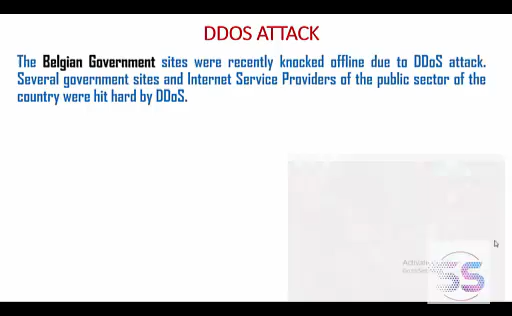 DDOS ATTACK
The Belgian Government sites were recently knocked offline due to DDoS attack.
Several government sites and Internet Service Providers of the public sector of the
country were hit hard by DDoS.
SS